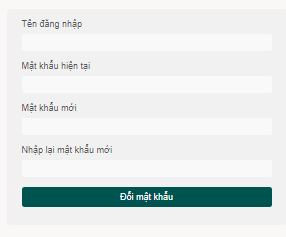 Tên đăng nhập
Mật khẩu hiện tại
Mật khẩu mới
Nhập lại mật khẩu mới
Đổi mật khẩu